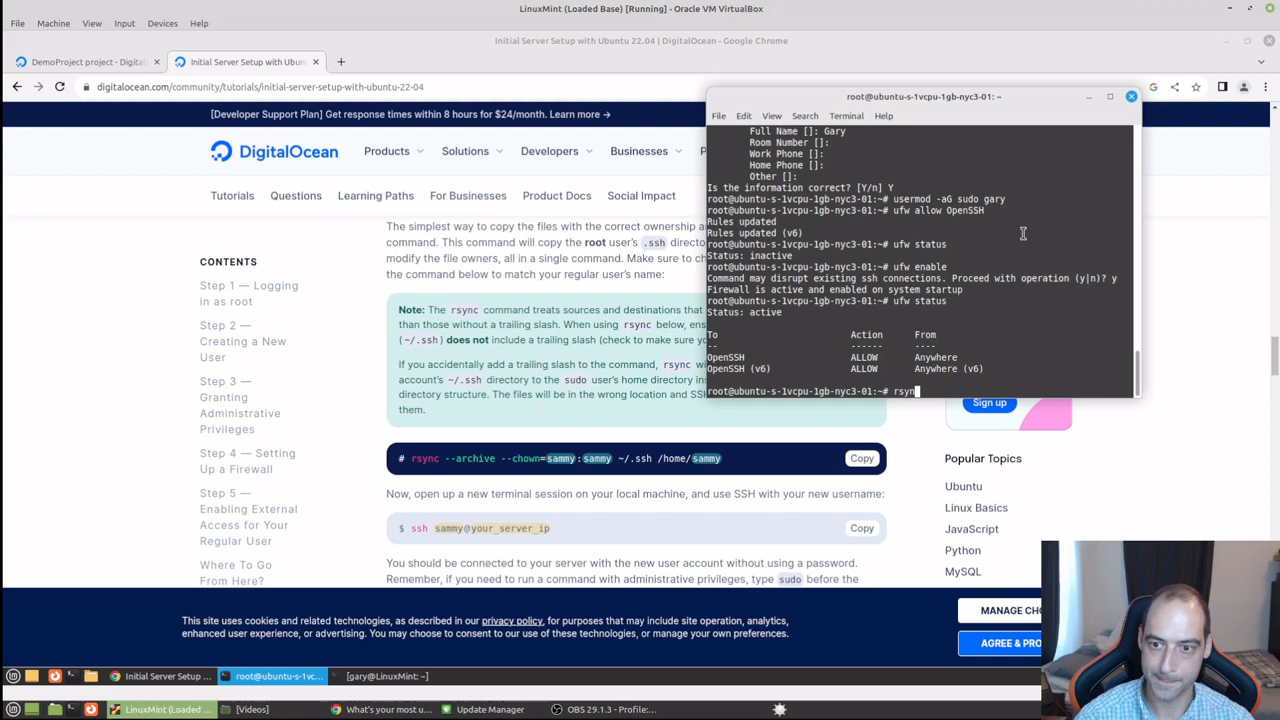 LinuxMint (Loaded Base) [Running] - Oracle VM VirtualBox
File Machine View Input Devices Help
Initial Server Setup with Ubuntu 22.04 | DigitalOcean - Google Chrome
DemoProject project - Digital
Initial Server Setup with Ubun
digitalocean.com/community/tutorials/initial-server-setup-with-ubuntu-22-04
[Developer Support Plan] Get response times within 8 hours for $24/month. Learn more →
DigitalOcean
Products Solutions Developers Businesses P
Tutorials Questions Learning Paths For Businesses Product Docs Social Impact
CONTENTS
Step 1 — Logging
in as root
Step 2 —
Creating a New
User
Step 3 —
Granting
Administrative
Privileges
Step 4 — Setting
Up a Firewall
Step 5 —
Enabling External
Access for Your
Regular User
Where To Go
From Here?
The simplest way to copy the files with the correct ownership a
command. This command will copy the root user's .ssh direct
modify the file owners, all in a single command. Make sure to ch
the command below to match your regular user's name:
Note: The rsync command treats sources and destinations that
than those without a trailing slash. When using rsync below, en
(~/.ssh) does not include a trailing slash (check to make sure yo
If you accidentally add a trailing slash to the command, rsync wi
account's ~/.ssh directory to the sudo user's home directory in
directory structure. The files will be in the wrong location and SS
them.
# rsync --archive --chown=sammy:sammy ~/.ssh /home/sammy
Copy
Now, open up a new terminal session on your local machine, and use SSH with your new username:
$ ssh sammy@your_server_ip
Copy
You should be connected to your server with the new user account without using a password.
Remember, if you need to run a command with administrative privileges, type sudo before the
root@ubuntu-s-1vcpu-1gb-nyc3-01: ~
File Edit View Search Terminal Help
Full Name []: Gary
Room Number []:
Work Phone []:
Home Phone []:
Other []:
Is the information correct? [Y/n] Y
root@ubuntu-s-1vcpu-1gb-nyc3-01:~# usermod -aG sudo gary
root@ubuntu-s-1vcpu-1gb-nyc3-01:~# ufw allow OpenSSH
Rules updated
Rules updated (v6)
root@ubuntu-s-1vcpu-1gb-nyc3-01:~# ufw status
Status: inactive
root@ubuntu-s-1vcpu-1gb-nyc3-01:~# ufw enable
Command may disrupt existing ssh connections. Proceed with operation (y|n)? y
Firewall is active and enabled on system startup
root@ubuntu-s-1vcpu-1gb-nyc3-01:~# ufw status
Status: active
To Action From
-- ------ ----
OpenSSH ALLOW Anywhere
OpenSSH (v6) ALLOW Anywhere (v6)
root@ubuntu-s-1vcpu-1gb-nyc3-01:~# rsyn
Sign up
Popular Topics
Ubuntu
Linux Basics
JavaScript
Python
MySQL
This site uses cookies and related technologies, as described in our privacy policy, for purposes that may include site operation, analytics,
enhanced user experience, or advertising. You may choose to consent to our use of these technologies, or manage your own preferences.
MANAGE CHO
AGREE & PRO
Initial Server Setup ...
root@ubuntu-s-1vc...
[gary@LinuxMint: ~]
LinuxMint (Loaded ...
[Videos]
What's your most u...
Update Manager
OBS 29.1.3 - Profile:...